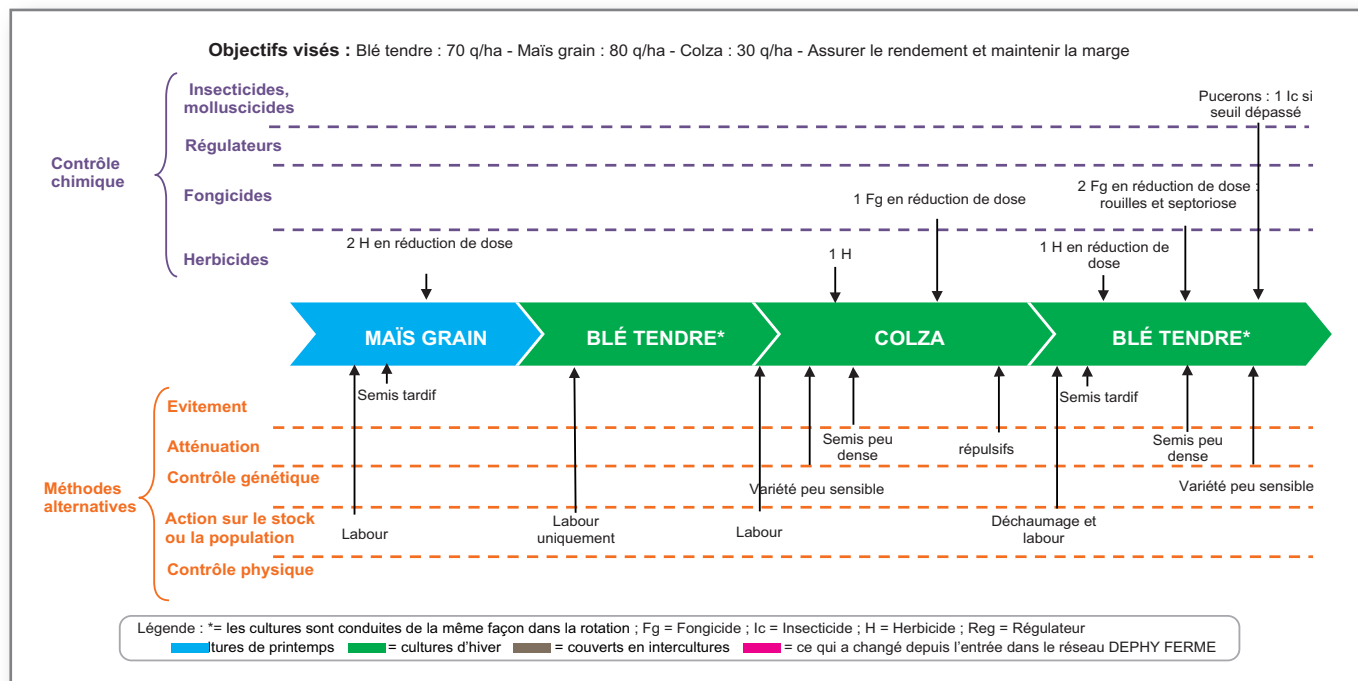 Objectifs visés : Blé tendre : 70 q/ha - Maïs grain : 80 q/ha - Colza : 30 q/ha - Assurer le rendement et maintenir la marge
Contrôle
chimique
Insecticides,
molluscicides
Pucerons : 1 Ic si
seuil dépassé
Régulateurs
Fongicides
1 Fg en réduction de dose
2 Fg en réduction de dose :
rouilles et septoriose
Herbicides
2 H en réduction de dose
1 H
1 H en réduction de
dose
MAÏS GRAIN
BLÉ TENDRE*
COLZA
BLÉ TENDRE*
Méthodes
alternatives
Evitement
Semis tardif
Semis tardif
Atténuation
Semis peu
dense
répulsifs
Semis peu
dense
Contrôle génétique
Variété peu sensible
Variété peu sensible
Action sur le stock
ou la population
Labour
Labour
uniquement
Labour
Déchaumage et
labour
Contrôle physique
Légende : *= les cultures sont conduites de la même façon dans la rotation ; Fg = Fongicide ; Ic = Insecticide ; H = Herbicide ; Reg = Régulateur
ltures de printemps = cultures d'hiver = couverts en intercultures = ce qui a changé depuis l'entrée dans le réseau DEPHY FERME